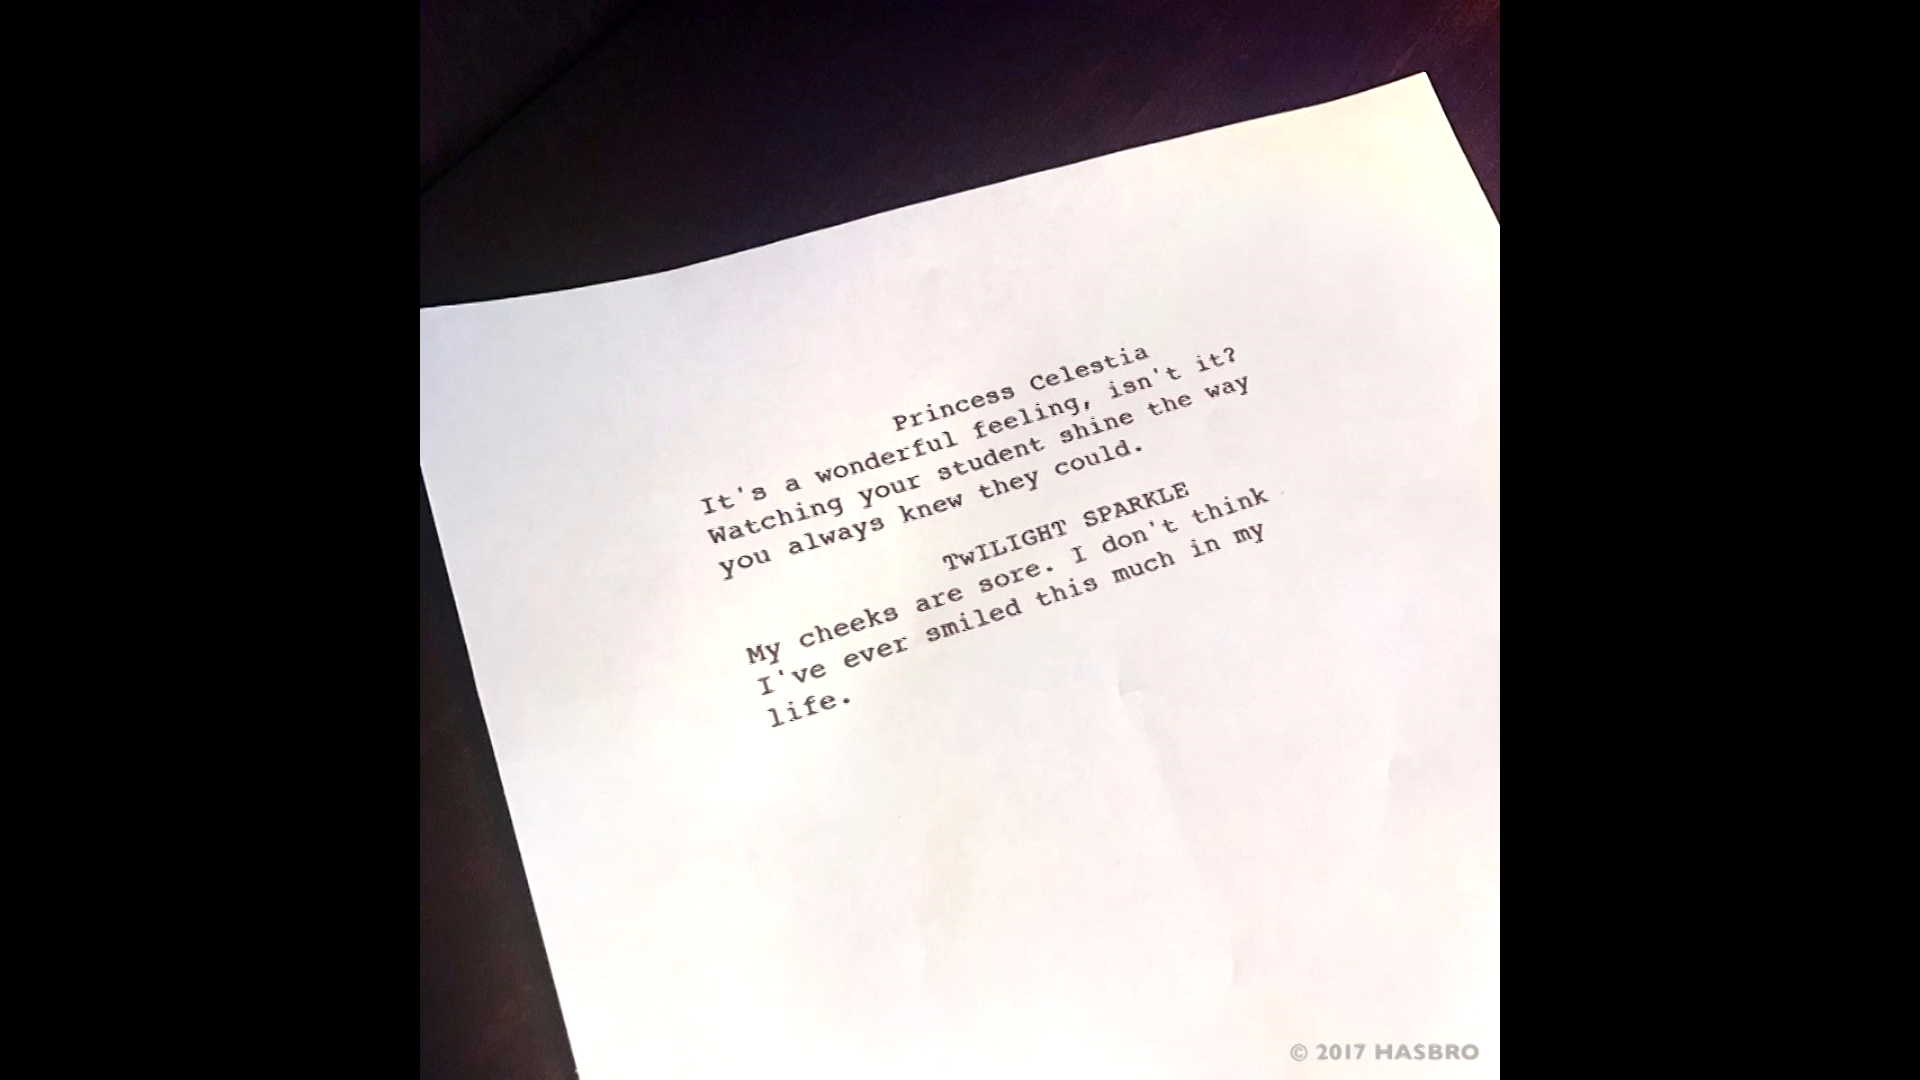 Princess Celestia
It's a wonderful feeling, isn't it?
Watching your student shine the way
you always knew they could.
TwILIGHT SPARKLE
My cheeks are sore. I don't think
I've ever smiled this much in my
life.
© 2017 HASBRO